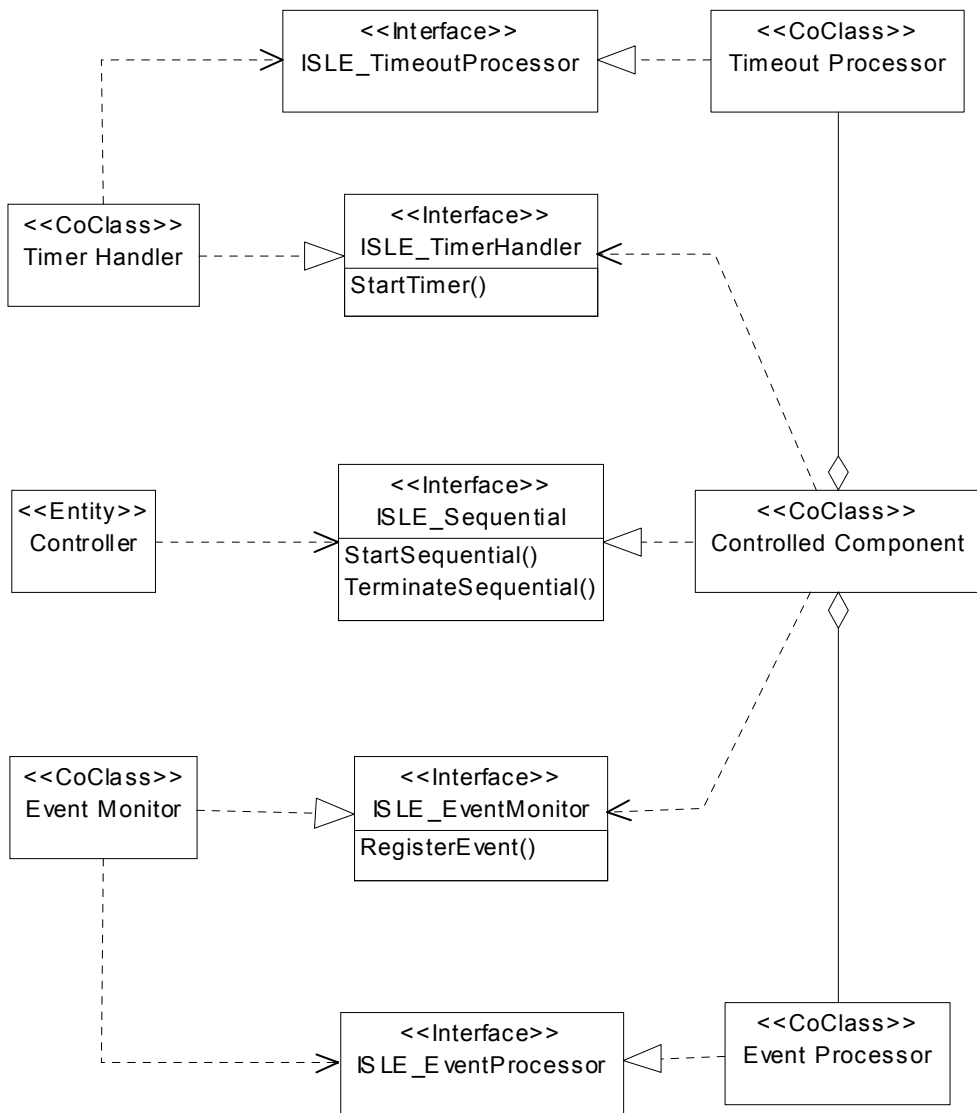 <<Interface>>
ISLE_TimeoutProcessor
<<CoClass>>
Timeout Processor
<<CoClass>>
Timer Handler
<<Interface>>
ISLE_TimerHandler
StartTimer()
<<Entity>>
Controller
<<Interface>>
ISLE_Sequential
StartSequential()
TerminateSequential()
<<CoClass>>
Controlled Component
<<CoClass>>
Event Monitor
<<Interface>>
ISLE_EventMonitor
RegisterEvent()
<<Interface>>
ISLE_EventProcessor
<<CoClass>>
Event Processor